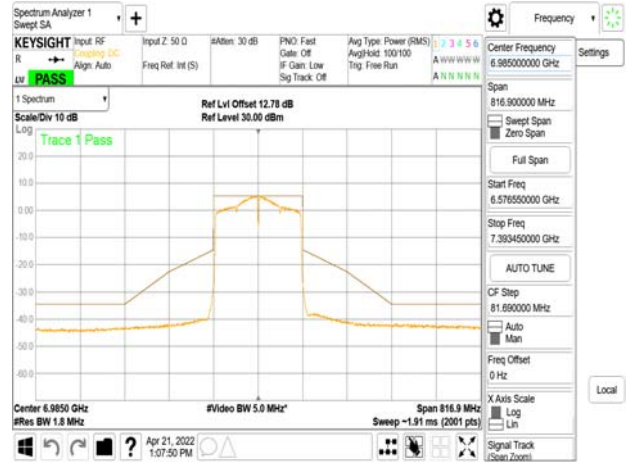 Spectrum Analyzer 1
Swept SA
+
Frequency
KEYSIGHT
R
LV PASS
Input: RF
Coupling: DC
Align: Auto
Input Z: 50 Ω
Freq Ref: Int (S)
#Atten: 30 dB
PNO: Fast
Gate: Off
IF Gain: Low
Sig Track: Off
Avg Type: Power (RMS)
Avg|Hold: 100/100
Trig: Free Run
1 2 3 4 5 6
A W W W W W
A N N N N N
Center Frequency
6.985000000 GHz
Settings
Span
816.900000 MHz
Swept Span
Zero Span
Full Span
Start Freq
6.576550000 GHz
Stop Freq
7.393450000 GHz
AUTO TUNE
CF Step
81.690000 MHz
Auto
Man
Freq Offset
0 Hz
X Axis Scale
Log
Lin
Signal Track
(Span Zoom)
Local
1 Spectrum
Scale/Div 10 dB
Ref Lvl Offset 12.78 dB
Ref Level 30.00 dBm
Log
Trace 1 Pass
20.0
0.00
-10.0
-20.0
-30.0
-40.0
-60.0
Center 6.9850 GHz
#Res BW 1.8 MHz
#Video BW 5.0 MHz*
Span 816.9 MHz
Sweep ~1.91 ms (2001 pts)
?
Apr 21, 2022
1:07:50 PM